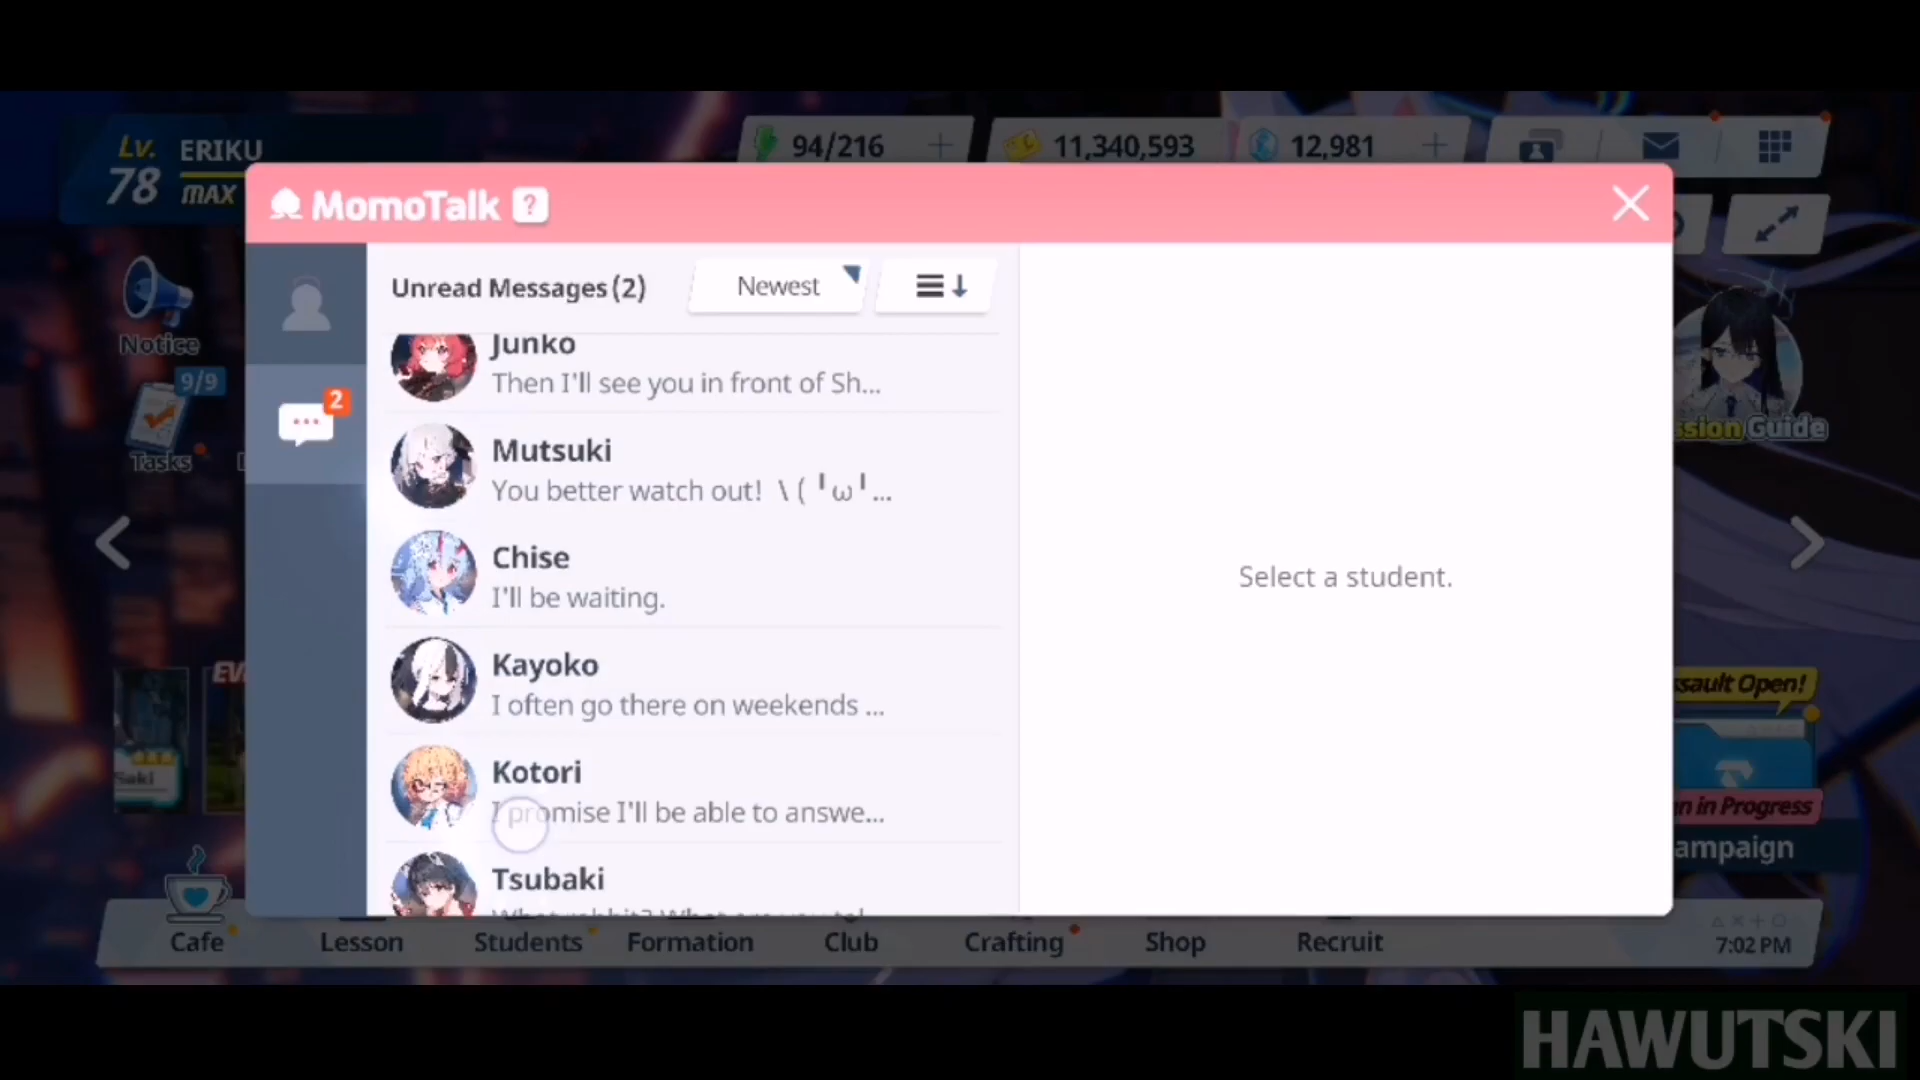 Lv. ERIKU
78 MAX
94/216
11,340,593
12,981
MomoTalk ?
Notice
9/9
Tasks
2
Unread Messages (2)
Newest
Junko
Then I'll see you in front of Sh...
Mutsuki
You better watch out! \ ( ╹ω╹...
Chise
I'll be waiting.
Kayoko
I often go there on weekends ...
Kotori
I promise I'll be able to answe...
Tsubaki
Select a student.
ssion Guide
EV
Saki
ssault Open!
n in Progress
ampaign
Cafe
Lesson
Students
Formation
Club
Crafting
Shop
Recruit
7:02 PM
HAWUTSKI